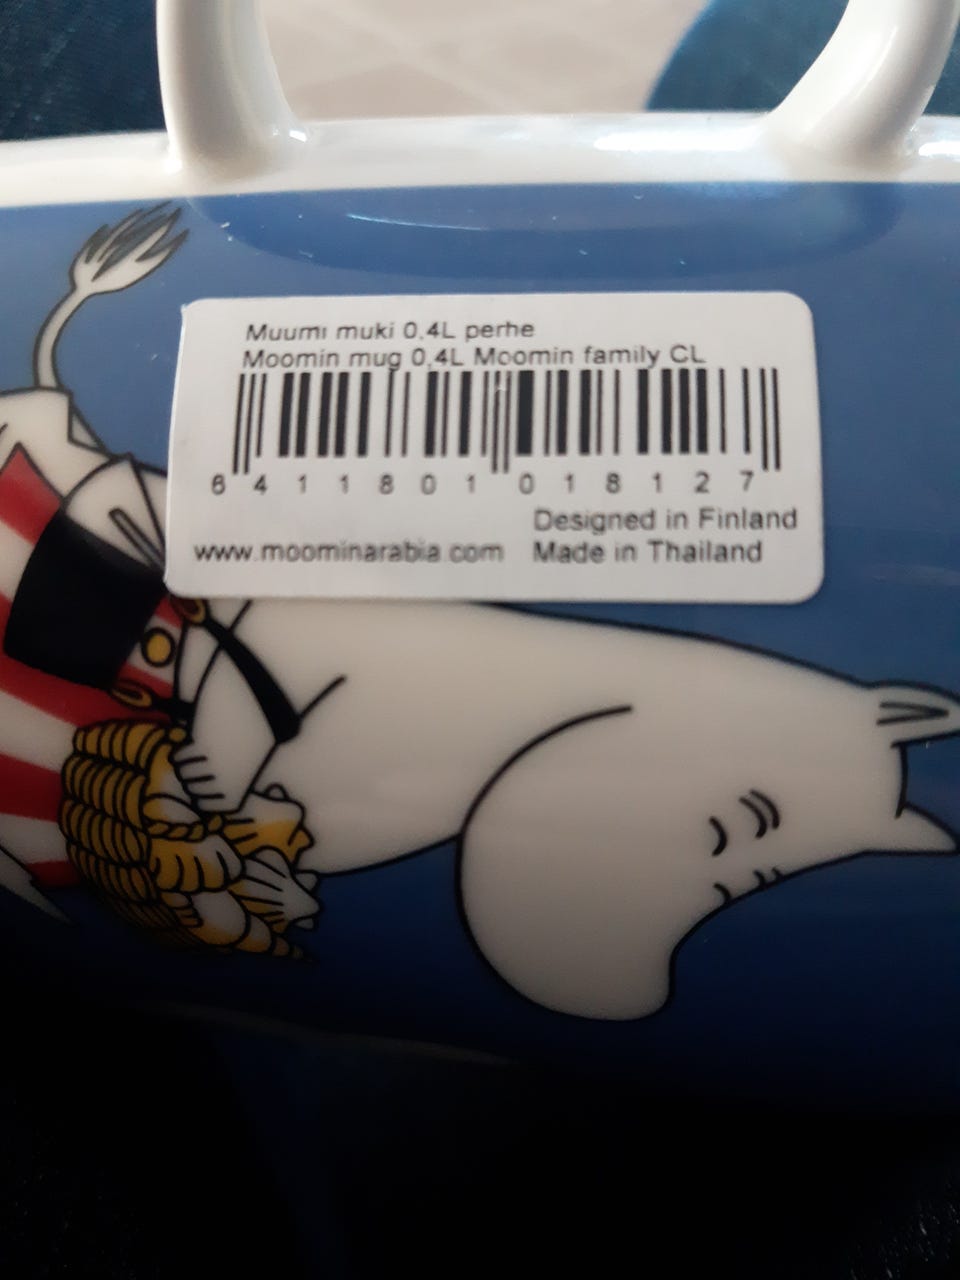 Muumi muki 0,4L perhe
Moomin mug 0,4L Moomin family CL
6 411801 018127
Designed in Finland
www.moominarabia.com Made in Thailand